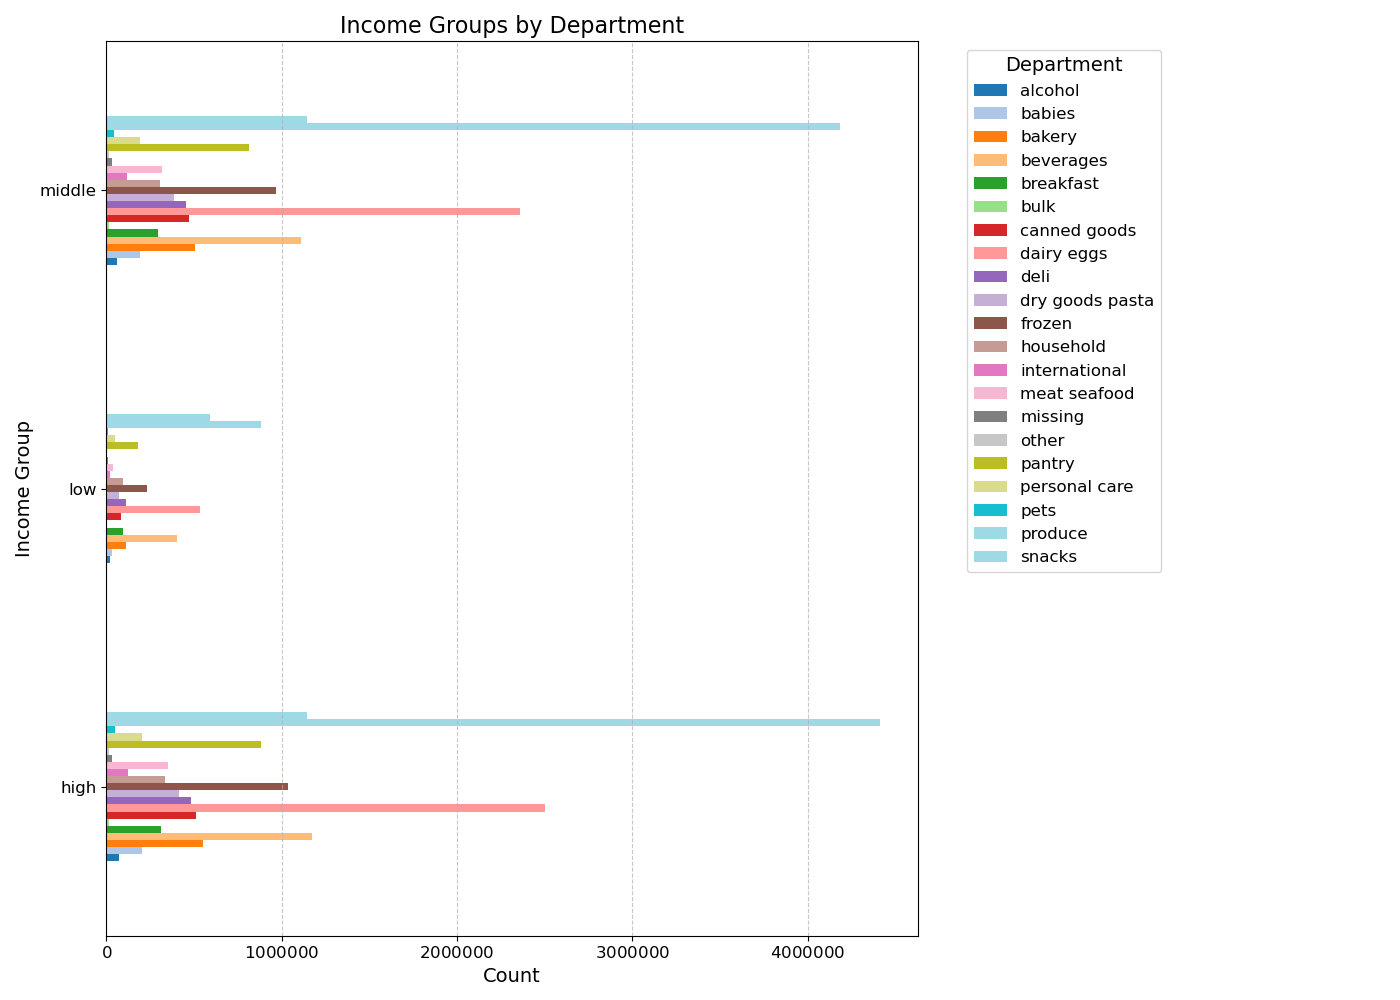 Income Groups by Department
Income Group
middle
low
high
0
1000000
2000000
3000000
4000000
Count
Department
alcohol
babies
bakery
beverages
breakfast
bulk
canned goods
dairy eggs
deli
dry goods pasta
frozen
household
international
meat seafood
missing
other
pantry
personal care
pets
produce
snacks